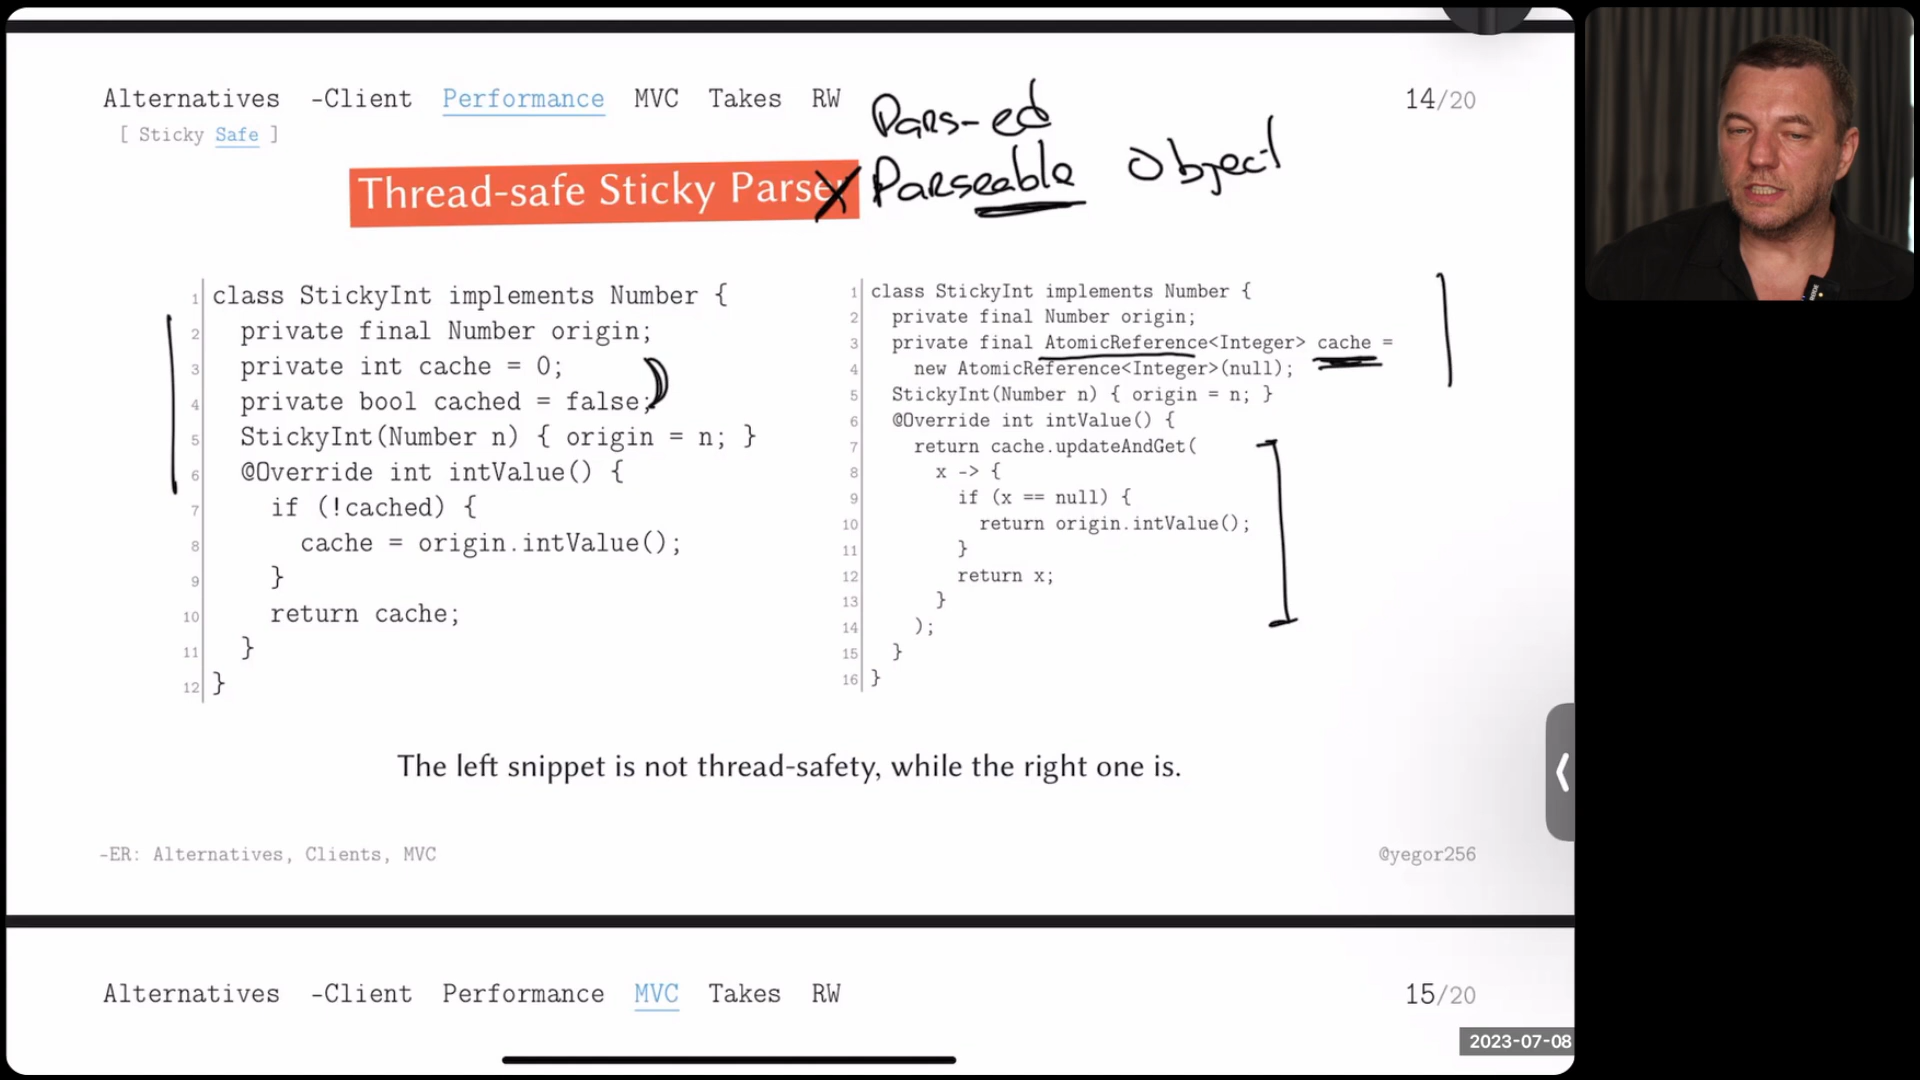 Alternatives -Client Performance MVC Takes RW
14/20
[ Sticky Safe ]
Pars-ed
Thread-safe Sticky Parser
Parseable Object
1 class StickyInt implements Number {
2 private final Number origin;
3 private int cache = 0;
4 private bool cached = false;
5 StickyInt(Number n) { origin = n; }
6 @Override int intValue() {
7 if (!cached) {
8 cache = origin.intValue();
9 }
10 return cache;
11 }
12 }
1 class StickyInt implements Number {
2 private final Number origin;
3 private final AtomicReference<Integer> cache =
4 new AtomicReference<Integer>(null);
5 StickyInt(Number n) { origin = n; }
6 @Override int intValue() {
7 return cache.updateAndGet(
8 x -> {
9 if (x == null) {
10 return origin.intValue();
11 }
12 return x;
13 }
14 );
15 }
16 }
The left snippet is not thread-safety, while the right one is.
-ER: Alternatives, Clients, MVC
@yegor256
Alternatives -Client Performance MVC Takes RW
15/20
2023-07-08